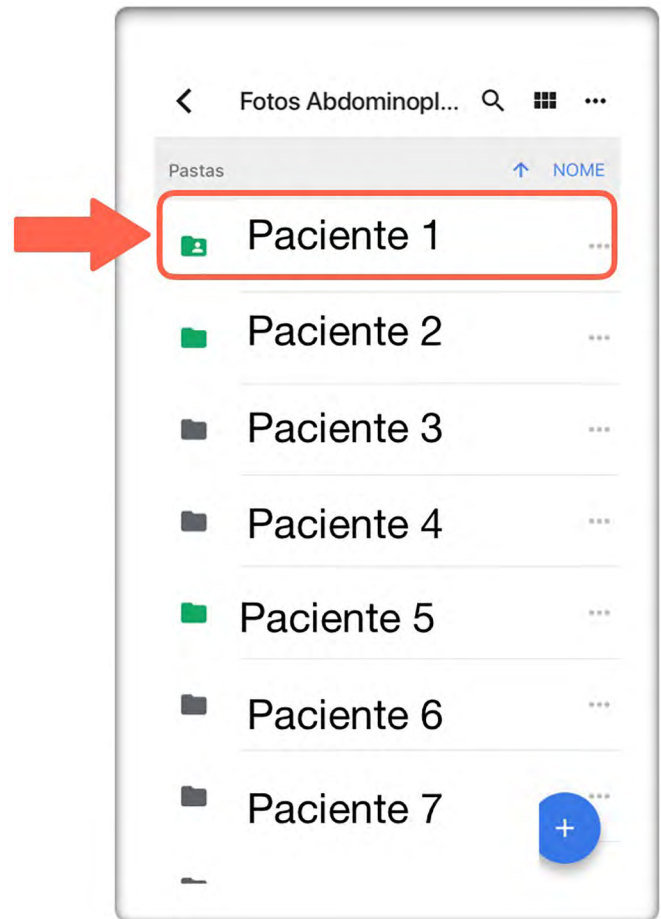 Fotos Abdominopl...
Pastas NOME
Paciente 1
Paciente 2
Paciente 3
Paciente 4
Paciente 5
Paciente 6
Paciente 7